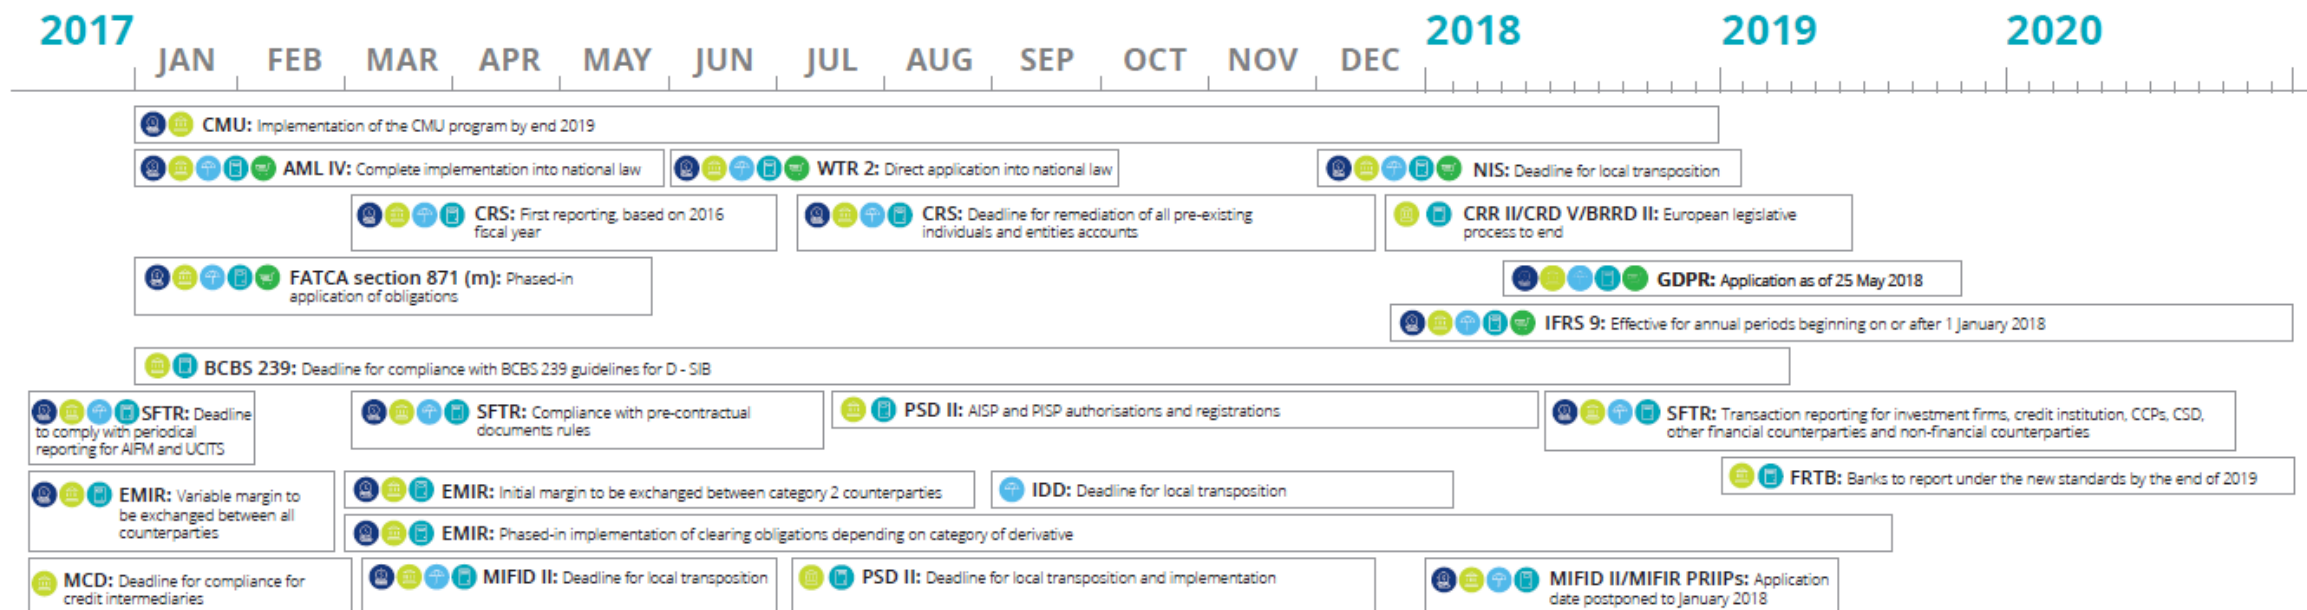 2017 2018 2019 2020
JAN FEB MAR APR MAY JUN JUL AUG SEP OCT NOV DEC
CMU: Implementation of the CMU program by end 2019
AML IV: Complete implementation into national law
WTR 2: Direct application into national law
NIS: Deadline for local transposition
CRS: First reporting, based on 2016
fiscal year
CRS: Deadline for remediation of all pre-existing
individuals and entities accounts
CRR II/CRD V/BRRD II: European legislative
process to end
FATCA section 871 (m): Phased-in
application of obligations
GDPR: Application as of 25 May 2018
IFRS 9: Effective for annual periods beginning on or after 1 January 2018
BCBS 239: Deadline for compliance with BCBS 239 guidelines for D - SIB
SFTR: Deadline
to comply with periodical
reporting for AIFM and UCITS
SFTR: Compliance with pre-contractual
documents rules
PSD II: AISP and PISP authorisations and registrations
SFTR: Transaction reporting for investment firms, credit institution, CCPs, CSD,
other financial counterparties and non-financial counterparties
EMIR: Variable margin to
be exchanged between all
counterparties
EMIR: Initial margin to be exchanged between category 2 counterparties
IDD: Deadline for local transposition
FRTB: Banks to report under the new standards by the end of 2019
EMIR: Phased-in implementation of clearing obligations depending on category of derivative
MCD: Deadline for compliance for
credit intermediaries
MIFID II: Deadline for local transposition
PSD II: Deadline for local transposition and implementation
MIFID II/MIFIR PRIIPs: Application
date postponed to January 2018